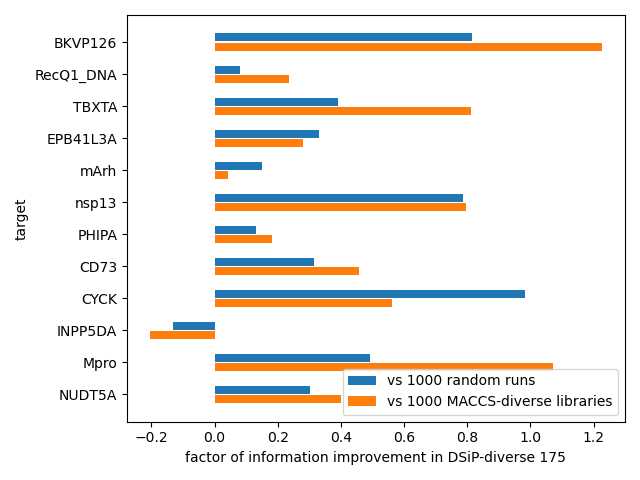 BKVP126
RecQ1_DNA
TBXTA
EPB41L3A
mArh
nsp13
PHIPA
CD73
CYCK
INPP5DA
Mpro
NUDT5A
target
vs 1000 random runs
vs 1000 MACCS-diverse libraries
−0.2 0.0 0.2 0.4 0.6 0.8 1.0 1.2
factor of information improvement in DSiP-diverse 175